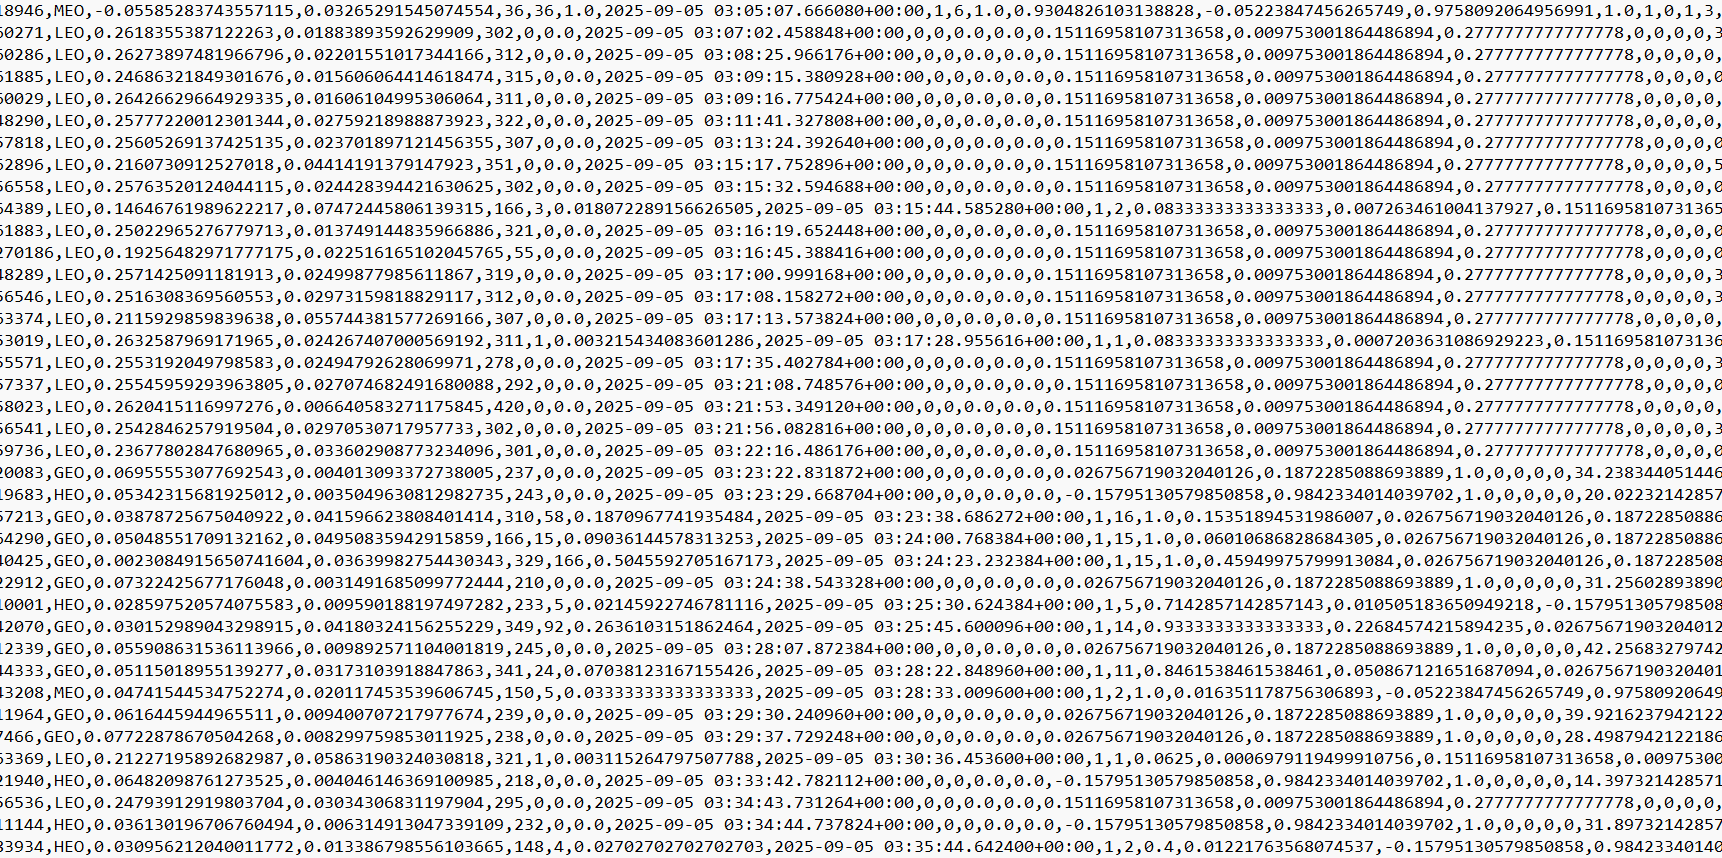 18946,MEO,-0.05585283743557115,0.03265291545074554,36,36,1.0,2025-09-05 03:05:07.666080+00:00,1,6,1.0,0.9304826103138828,-0.05223847456265749,0.9758092064956991,1.0,1,0,1,3,
50271,LEO,0.2618355387122263,0.01883893592629909,302,0,0.0,2025-09-05 03:07:02.458848+00:00,0,0,0.0,0.0,0.15116958107313658,0.009753001864486894,0.2777777777777778,0,0,0,0,3
50286,LEO,0.26273897481966796,0.02201551017344166,312,0,0.0,2025-09-05 03:08:25.966176+00:00,0,0,0.0,0.0,0.15116958107313658,0.009753001864486894,0.2777777777777778,0,0,0,0,
51885,LEO,0.24686321849301676,0.015606064414618474,315,0,0.0,2025-09-05 03:09:15.380928+00:00,0,0,0.0,0.0,0.15116958107313658,0.009753001864486894,0.2777777777777778,0,0,0,0,
50029,LEO,0.26426629664929335,0.01606104995306064,311,0,0.0,2025-09-05 03:09:16.775424+00:00,0,0,0.0,0.0,0.15116958107313658,0.009753001864486894,0.2777777777777778,0,0,0,0,
48290,LEO,0.25777220012301344,0.02759218988873923,322,0,0.0,2025-09-05 03:11:41.327808+00:00,0,0,0.0,0.0,0.15116958107313658,0.009753001864486894,0.2777777777777778,0,0,0,0,
57818,LEO,0.25605269137425135,0.023701897121456355,307,0,0.0,2025-09-05 03:13:24.392640+00:00,0,0,0.0,0.0,0.15116958107313658,0.009753001864486894,0.2777777777777778,0,0,0,0,
52896,LEO,0.2160730912527018,0.04414191379147923,351,0,0.0,2025-09-05 03:15:17.752896+00:00,0,0,0.0,0.0,0.15116958107313658,0.009753001864486894,0.2777777777777778,0,0,0,0,5
56558,LEO,0.25763520124044115,0.024428394421630625,302,0,0.0,2025-09-05 03:15:32.594688+00:00,0,0,0.0,0.0,0.15116958107313658,0.009753001864486894,0.2777777777777778,0,0,0,0,
54389,LEO,0.14646761989622217,0.07472445806139315,166,3,0.018072289156626505,2025-09-05 03:15:44.585280+00:00,1,2,0.08333333333333333,0.007263461004137927,0.1511695810731365
51883,LEO,0.25022965276779713,0.013749144835966886,321,0,0.0,2025-09-05 03:16:19.652448+00:00,0,0,0.0,0.0,0.15116958107313658,0.009753001864486894,0.2777777777777778,0,0,0,0,
270186,LEO,0.19256482971777175,0.022516165102045765,55,0,0.0,2025-09-05 03:16:45.388416+00:00,0,0,0.0,0.0,0.15116958107313658,0.009753001864486894,0.2777777777777778,0,0,0,0,
48289,LEO,0.2571425091181913,0.02499877985611867,319,0,0.0,2025-09-05 03:17:00.999168+00:00,0,0,0.0,0.0,0.15116958107313658,0.009753001864486894,0.2777777777777778,0,0,0,0,3
56546,LEO,0.2516308369560553,0.02973159818829117,312,0,0.0,2025-09-05 03:17:08.158272+00:00,0,0,0.0,0.0,0.15116958107313658,0.009753001864486894,0.2777777777777778,0,0,0,0,3
53374,LEO,0.2115929859839638,0.055744381577269166,307,0,0.0,2025-09-05 03:17:13.573824+00:00,0,0,0.0,0.0,0.15116958107313658,0.009753001864486894,0.2777777777777778,0,0,0,0,
53019,LEO,0.2632587969171965,0.024267407000569192,311,1,0.003215434083601286,2025-09-05 03:17:28.955616+00:00,1,1,0.08333333333333333,0.0007203631086929223,0.151169581073136
55571,LEO,0.2553192049798583,0.02494792628069971,278,0,0.0,2025-09-05 03:17:35.402784+00:00,0,0,0.0,0.0,0.15116958107313658,0.009753001864486894,0.2777777777777778,0,0,0,0,3
57337,LEO,0.25545959293963805,0.027074682491680088,292,0,0.0,2025-09-05 03:21:08.748576+00:00,0,0,0.0,0.0,0.15116958107313658,0.009753001864486894,0.2777777777777778,0,0,0,0,
58023,LEO,0.2620415116997276,0.006640583271175845,420,0,0.0,2025-09-05 03:21:53.349120+00:00,0,0,0.0,0.0,0.15116958107313658,0.009753001864486894,0.2777777777777778,0,0,0,0,
56541,LEO,0.2542846257919504,0.02970530717957733,302,0,0.0,2025-09-05 03:21:56.082816+00:00,0,0,0.0,0.0,0.15116958107313658,0.009753001864486894,0.2777777777777778,0,0,0,0,3
59736,LEO,0.23677802847680965,0.033602908773234096,301,0,0.0,2025-09-05 03:22:16.486176+00:00,0,0,0.0,0.0,0.15116958107313658,0.009753001864486894,0.2777777777777778,0,0,0,0,
20083,GEO,0.06955553077692543,0.004013093372738005,237,0,0.0,2025-09-05 03:23:22.831872+00:00,0,0,0.0,0.0,0.026756719032040126,0.1872285088693889,1.0,0,0,0,0,34.238344051446
19683,HEO,0.05342315681925012,0.0035049630812982735,243,0,0.0,2025-09-05 03:23:29.668704+00:00,0,0,0.0,0.0,-0.15795130579850858,0.9842334014039702,1.0,0,0,0,0,20.02232142857
57213,GEO,0.03878725675040922,0.041596623808401414,310,58,0.1870967741935484,2025-09-05 03:23:38.686272+00:00,1,16,1.0,0.15351894531986007,0.026756719032040126,0.18722850886
54290,GEO,0.05048551709132162,0.04950835942915859,166,15,0.09036144578313253,2025-09-05 03:24:00.768384+00:00,1,15,1.0,0.06010686828684305,0.026756719032040126,0.1872285088​6
40425,GEO,0.0023084915650741604,0.03639982754430343,329,166,0.5045592705167173,2025-09-05 03:24:23.232384+00:00,1,15,1.0,0.45949975799913084,0.026756719032040126,0.18722850​8
22912,GEO,0.07322425677176048,0.0031491685099772444,210,0,0.0,2025-09-05 03:24:38.543328+00:00,0,0,0.0,0.0,0.026756719032040126,0.1872285088693889,1.0,0,0,0,0,31.25602893890
10001,HEO,0.028597520574075583,0.009590188197497282,233,5,0.02145922746781116,2025-09-05 03:25:30.624384+00:00,1,5,0.7142857142857143,0.010505183650949218,-0.157951305798508
42070,GEO,0.030152989043298915,0.04180324156255229,349,92,0.2636103151862464,2025-09-05 03:25:45.600096+00:00,1,14,0.9333333333333333,0.22684574215894235,0.0267567190320401​2
12339,GEO,0.055908631536113966,0.009892571104001819,245,0,0.0,2025-09-05 03:28:07.872384+00:00,0,0,0.0,0.0,0.026756719032040126,0.1872285088693889,1.0,0,0,0,0,42.2568327974​2
44333,GEO,0.05115018955139277,0.03173103918847863,341,24,0.07038123167155426,2025-09-05 03:28:22.848960+00:00,1,11,0.8461538461538461,0.050867121651687094,0.02675671903204​01
43208,MEO,0.04741544534752274,0.020117453539606745,150,5,0.03333333333333333,2025-09-05 03:28:33.009600+00:00,1,2,1.0,0.016351178756306893,-0.05223847456265749,0.9758092064​9
11964,GEO,0.0616445944965511,0.009400707217977674,239,0,0.0,2025-09-05 03:29:30.240960+00:00,0,0,0.0,0.0,0.026756719032040126,0.1872285088693889,1.0,0,0,0,0,39.9216237942122
7466,GEO,0.07722878670504268,0.008299759853011925,238,0,0.0,2025-09-05 03:29:37.729248+00:00,0,0,0.0,0.0,0.026756719032040126,0.1872285088693889,1.0,0,0,0,0,28.4987942122186
53369,LEO,0.21227195892682987,0.05863190324030818,321,1,0.003115264797507788,2025-09-05 03:30:36.453600+00:00,1,1,0.0625,0.0006979119499910756,0.15116958107313658,0.00975300
21940,HEO,0.06482098761273525,0.004046146369100985,218,0,0.0,2025-09-05 03:33:42.782112+00:00,0,0,0.0,0.0,-0.15795130579850858,0.9842334014039702,1.0,0,0,0,0,14.397321428571
56536,LEO,0.24793912919803704,0.03034306831197904,295,0,0.0,2025-09-05 03:34:43.731264+00:00,0,0,0.0,0.0,0.15116958107313658,0.009753001864486894,0.2777777777777778,0,0,0,0,
11144,HEO,0.036130196706760494,0.006314913047339109,232,0,0.0,2025-09-05 03:34:44.737824+00:00,0,0,0.0,0.0,-0.15795130579850858,0.9842334014039702,1.0,0,0,0,0,31.897321428​57
33934,HEO,0.030956212040011772,0.013386798556103665,148,4,0.02702702702702703,2025-09-05 03:35:44.642400+00:00,1,2,0.4,0.01221763568074537,-0.15795130579850858,0.984233401​40